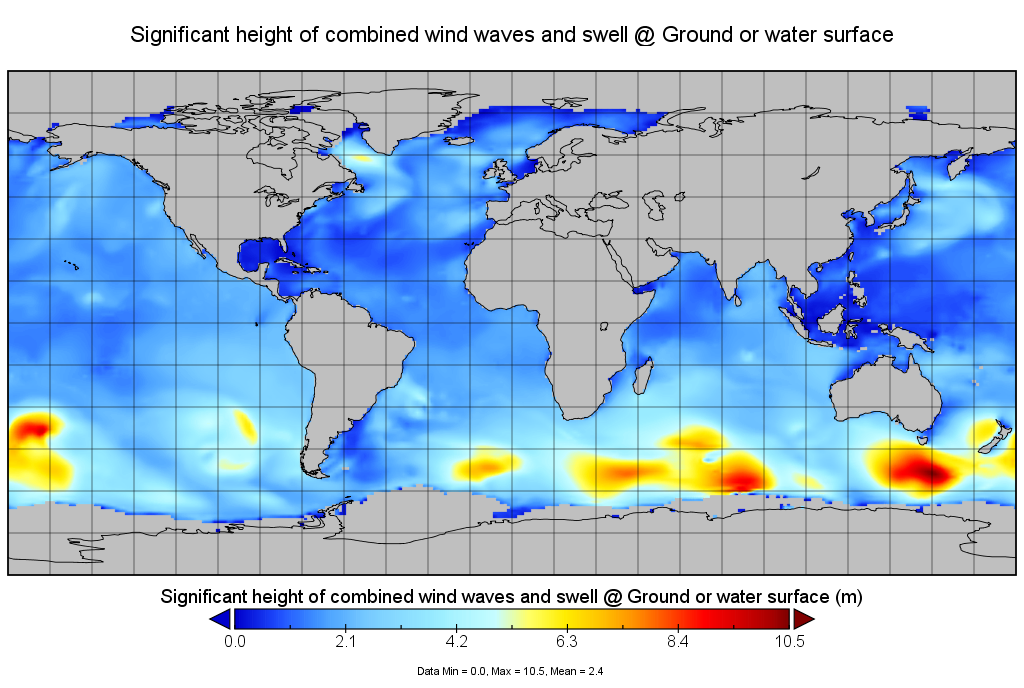 Significant height of combined wind waves and swell @ Ground or water surface
Significant height of combined wind waves and swell @ Ground or water surface (m)
0.0 2.1 4.2 6.3 8.4 10.5
Data Min = 0.0, Max = 10.5, Mean = 2.4